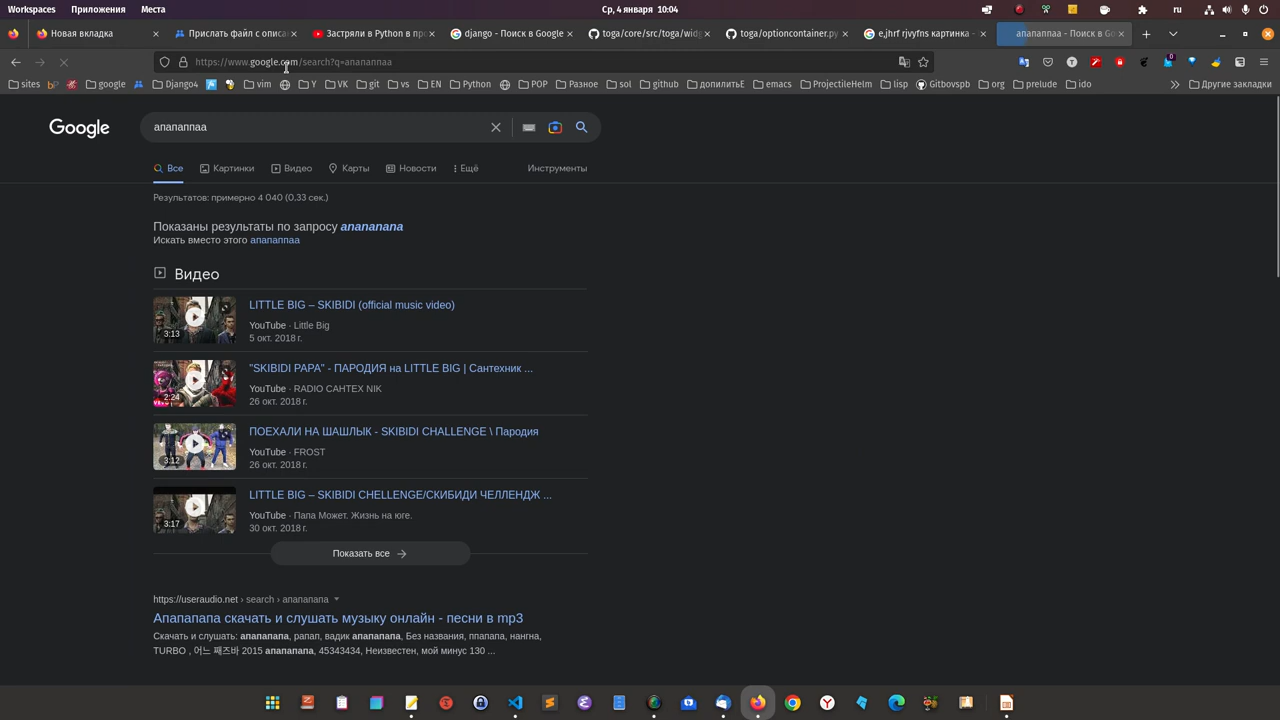 Workspaces Приложения Места Ср, 4 января 10:04 ru
Новая вкладка Прислать файл с описа Застряли в Python в про django - Поиск в Google toga/core/src/toga/widg toga/optioncontainer.py e,jhrf rjvyfns картинка - апапаппаа - Поиск в Goo
https://www.google.com/search?q=апапаппаа
sites google Django4 vim Y VK git vs EN Python POP Разное sol github допилитьЕ emacs ProjectileHelm lisp Gitbovspb org prelude ido Другие закладки
Google апапаппаа
Все Картинки Видео Карты Новости Ещё Инструменты
Результатов: примерно 4 040 (0,33 сек.)
Показаны результаты по запросу апапапапа
Искать вместо этого апапаппаа
Видео
LITTLE BIG – SKIBIDI (official music video)
YouTube · Little Big
3:13
5 окт. 2018 г.
"SKIBIDI PAPA" - ПАРОДИЯ на LITTLE BIG | Сантехник ...
YouTube · RADIO САНТЕХ NIK
2:24
26 окт. 2018 г.
ПОЕХАЛИ НА ШАШЛЫК - SKIBIDI CHALLENGE \ Пародия
YouTube · FROST
3:12
26 окт. 2018 г.
LITTLE BIG – SKIBIDI CHELLENGE/СКИБИДИ ЧЕЛЛЕНДЖ ...
YouTube · Папа Может. Жизнь на юге.
3:17
30 окт. 2018 г.
Показать все
https://useraudio.net › search › апапапапа
Апапапапа скачать и слушать музыку онлайн - песни в mp3
Скачать и слушать: апапапапа, рапап, вадик апапапапа, Без названия, ппапапа, нангна,
TURBO , 어느 째즈바 2015 апапапапа, 45343434, Неизвестен, мой минус 130 ...